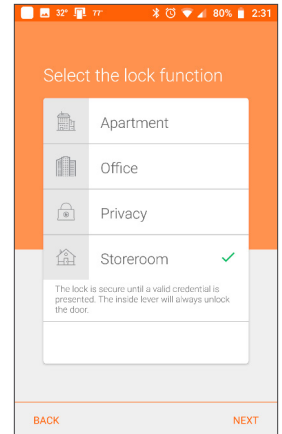 32° 77° 80% 2:31
Select the lock function
Apartment
Office
Privacy
Storeroom
The lock is secure until a valid credential is
presented. The inside lever will always unlock
the door.
BACK NEXT